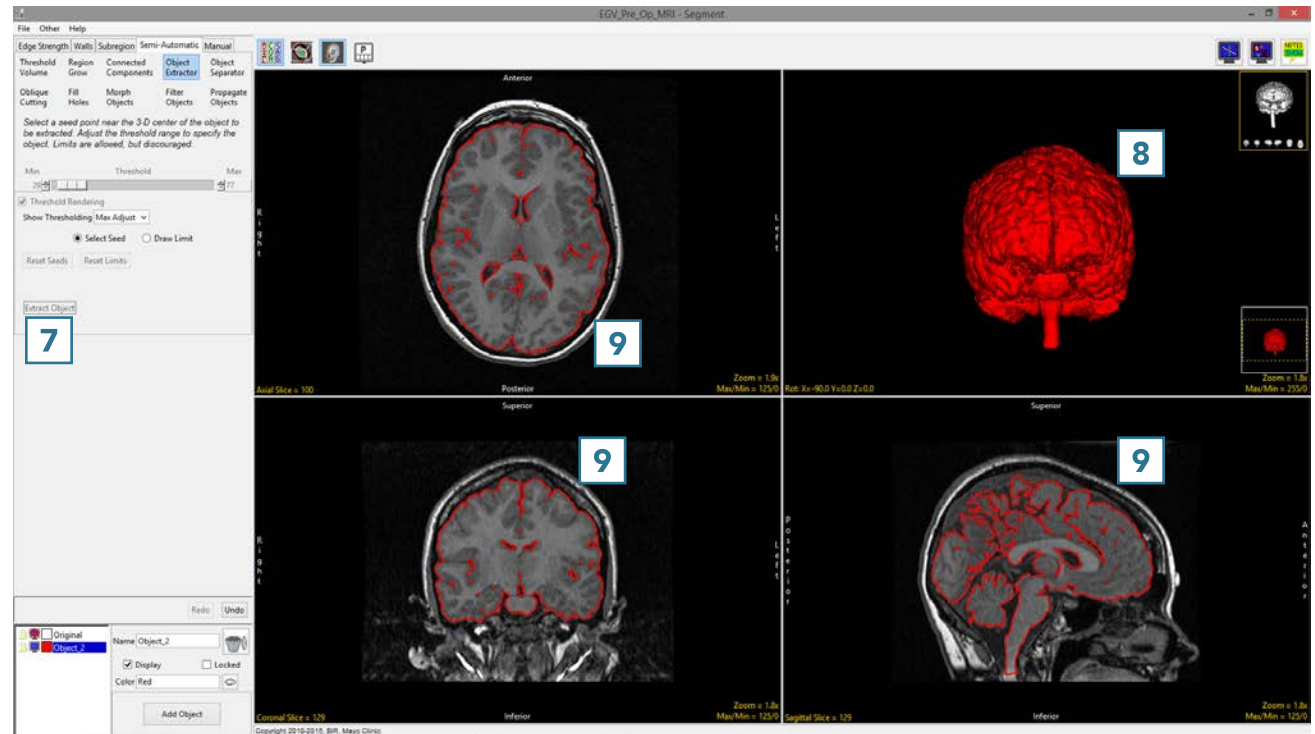 EGV_Pre_Op_MRI - Segment
File Other Help
Edge Strength Walls Subregion Semi-Automatic Manual
Threshold Volume
Region Grow
Connected Components
Object Extractor
Object Separator
Oblique Cutting
Fill Holes
Morph Objects
Filter Objects
Propagate Objects
Select a seed point near the 3-D center of the object to
be extracted. Adjust the threshold range to specify the
object. Limits are allowed, but discouraged.
Min Threshold Max
77
Threshold Rendering
Show Thresholding Max Adjust
Select Seed Draw Limit
Reset Seeds Reset Limits
Extract Object
7
Redo Undo
Original
Object_2
Name Object_2
Display Locked
Color Red
Add Object
NOTES
Anterior
Right
Left
9
Axial Slice = 100
Posterior
Zoom = 1.9x
Max/Min = 125/0
8
Rot: X=-90.0 Y=0.0 Z=0.0
Zoom = 1.8x
Max/Min = 255/0
Superior
9
Right
Left
Coronal Slice = 129
Inferior
Zoom = 1.8x
Max/Min = 125/0
Superior
9
Posterior
Anterior
Sagittal Slice = 129
Inferior
Zoom = 1.8x
Max/Min = 125/0
Copyright 2010-2015, BIR, Mayo Clinic